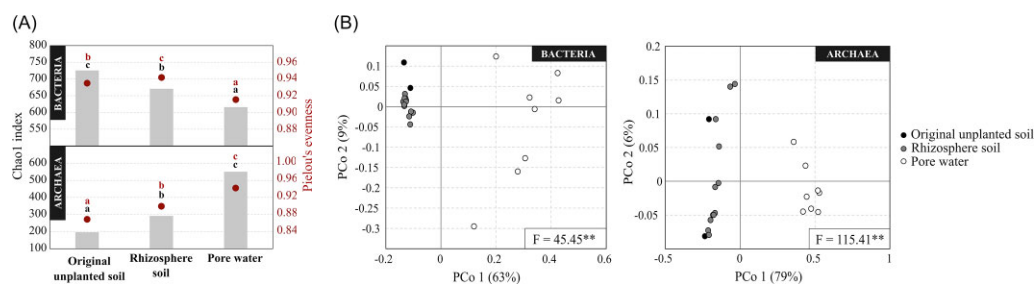 (A)
BACTERIA
ARCHAEA
Chao1 index
800
750
700
650
600
550
600
500
400
300
200
100
b
c
c
b
a
a
a
a
b
b
c
c
0.96
0.94
0.92
0.90
0.88
1.00
0.96
0.92
0.88
0.84
Pielou's evenness
Original
unplanted soil
Rhizosphere
soil
Pore water
(B)
BACTERIA
PCo 2 (9%)
0.15
0.1
0.05
0
-0.05
-0.1
-0.15
-0.2
-0.25
-0.3
F = 45.45**
-0.2
0
0.2
0.4
0.6
PCo 1 (63%)
ARCHAEA
PCo 2 (6%)
0.2
0.15
0.1
0.05
0
-0.05
F = 115.41**
-0.5
0
0.5
1
PCo 1 (79%)
Original unplanted soil
Rhizosphere soil
Pore water